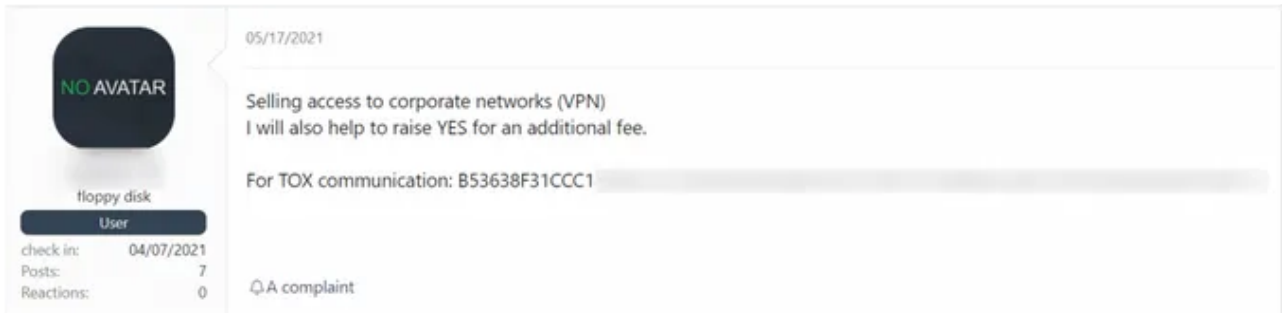 NO AVATAR
floppy disk
User
check in: 04/07/2021
Posts: 7
Reactions: 0
05/17/2021
Selling access to corporate networks (VPN)
I will also help to raise YES for an additional fee.
For TOX communication: B53638F31CCC1
A complaint